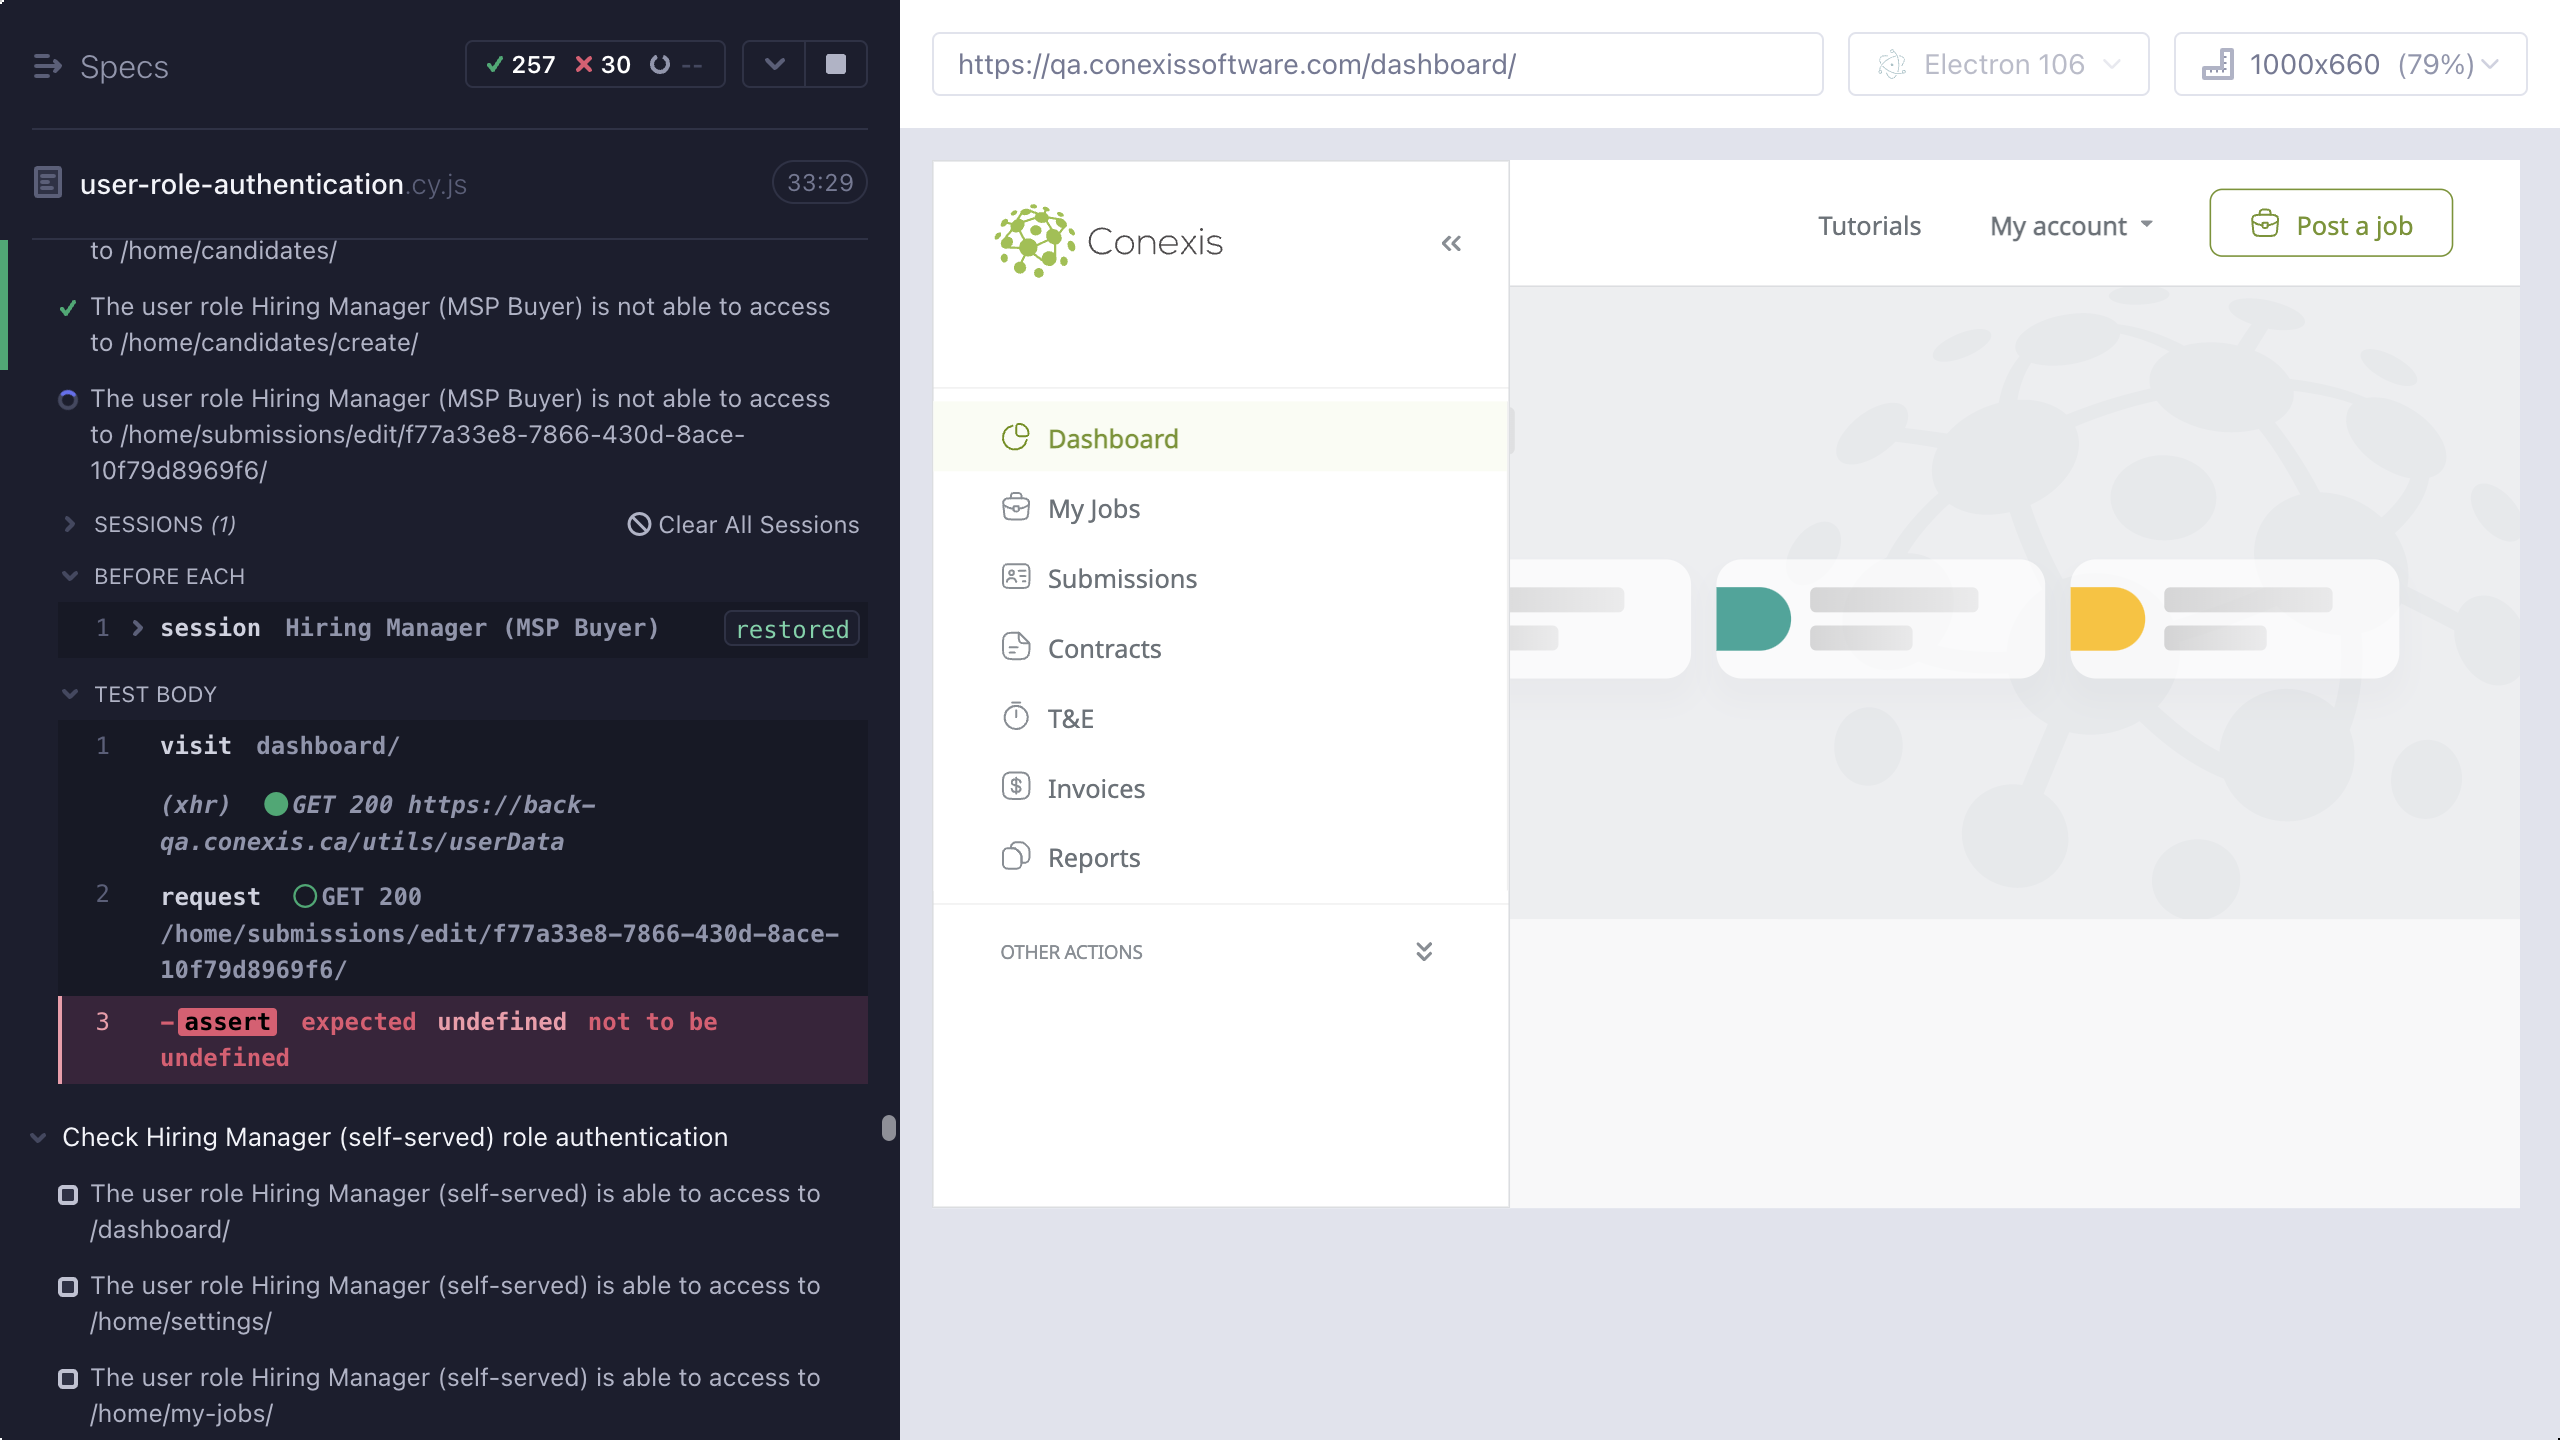 Specs
257 30 --
user-role-authentication.cy.js 33:29
to /home/candidates/
The user role Hiring Manager (MSP Buyer) is not able to access
to /home/candidates/create/
The user role Hiring Manager (MSP Buyer) is not able to access
to /home/submissions/edit/f77a33e8-7866-430d-8ace-
10f79d8969f6/
SESSIONS (1) Clear All Sessions
BEFORE EACH
1 session Hiring Manager (MSP Buyer) restored
TEST BODY
1 visit dashboard/
(xhr) GET 200 https://back-
qa.conexis.ca/utils/userData
2 request GET 200
/home/submissions/edit/f77a33e8-7866-430d-8ace-
10f79d8969f6/
3 -assert expected undefined not to be
undefined
Check Hiring Manager (self-served) role authentication
The user role Hiring Manager (self-served) is able to access to
/dashboard/
The user role Hiring Manager (self-served) is able to access to
/home/settings/
The user role Hiring Manager (self-served) is able to access to
/home/my-jobs/
https://qa.conexissoftware.com/dashboard/
Electron 106
1000x660 (79%)
Conexis
Tutorials
My account
Post a job
Dashboard
My Jobs
Submissions
Contracts
T&E
Invoices
Reports
OTHER ACTIONS